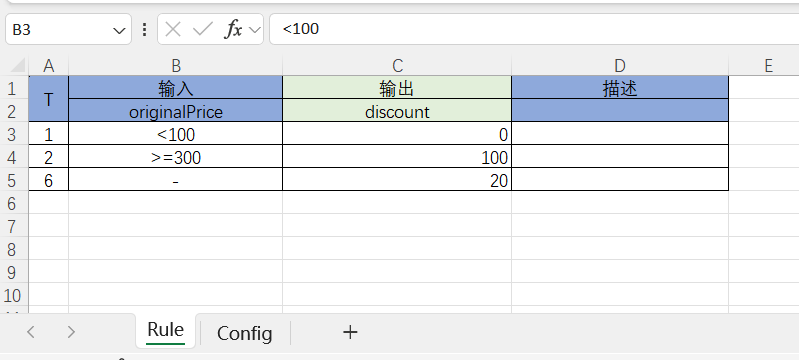 B3 fx <100
A B C D E
1 T 输入 输出 描述
2 originalPrice discount
3 1 <100 0
4 2 >=300 100
5 6 - 20
6
7
8
9
10
Rule Config